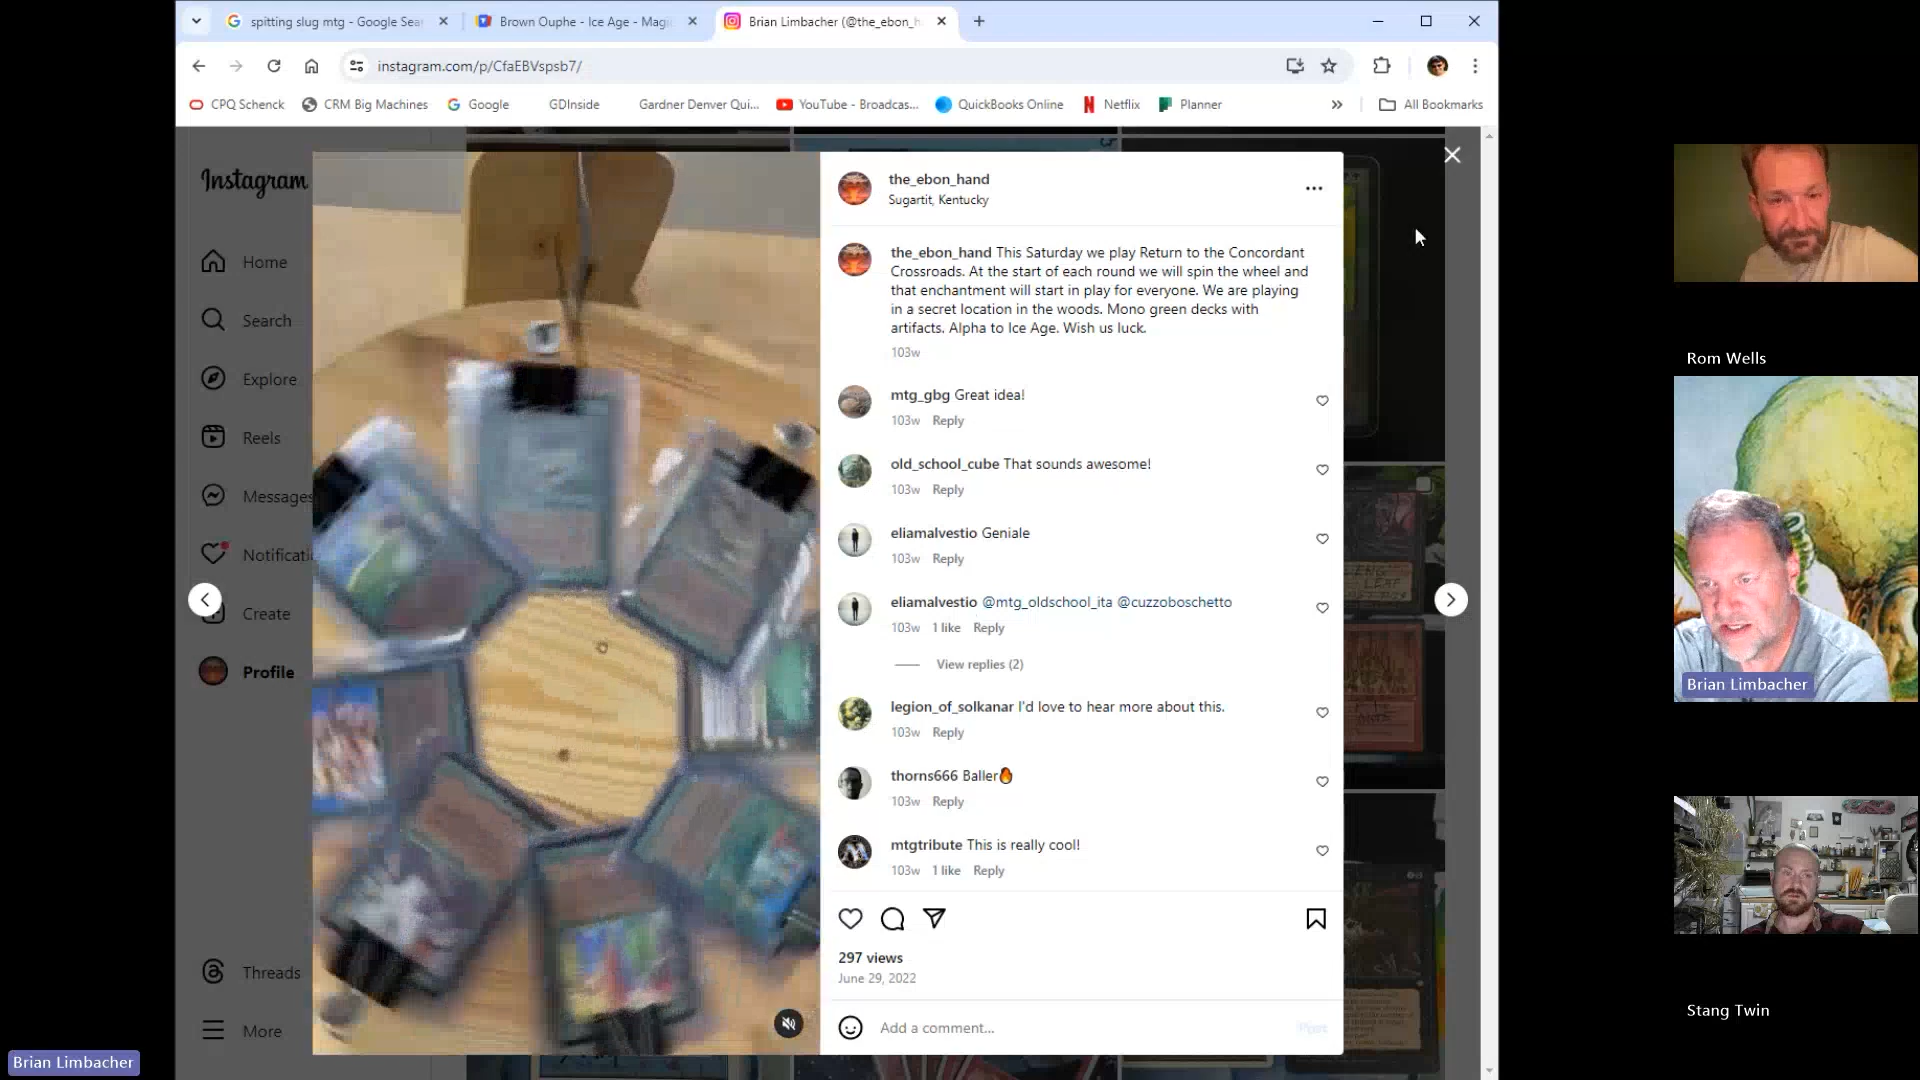 spitting slug mtg - Google Sea
Brown Ouphe - Ice Age - Magi
Brian Limbacher (@the_ebon_h
instagram.com/p/CfaEBVspsb7/
CPQ Schenck
CRM Big Machines
Google
GDInside
Gardner Denver Qui...
YouTube - Broadcas...
QuickBooks Online
Netflix
Planner
All Bookmarks
Instagram
Home
Search
Explore
Reels
Messages
Notificati
Create
Profile
Threads
More
the_ebon_hand
Sugartit, Kentucky
the_ebon_hand This Saturday we play Return to the Concordant
Crossroads. At the start of each round we will spin the wheel and
that enchantment will start in play for everyone. We are playing
in a secret location in the woods. Mono green decks with
artifacts. Alpha to Ice Age. Wish us luck.
103w
mtg_gbg Great idea!
103w Reply
old_school_cube That sounds awesome!
103w Reply
eliamalvestio Geniale
103w Reply
eliamalvestio @mtg_oldschool_ita @cuzzoboschetto
103w 1 like Reply
View replies (2)
legion_of_solkanar I'd love to hear more about this.
103w Reply
thorns666 Baller🔥
103w Reply
mtgtribute This is really cool!
103w 1 like Reply
297 views
June 29, 2022
Add a comment...
Post
Rom Wells
Brian Limbacher
Stang Twin
Brian Limbacher